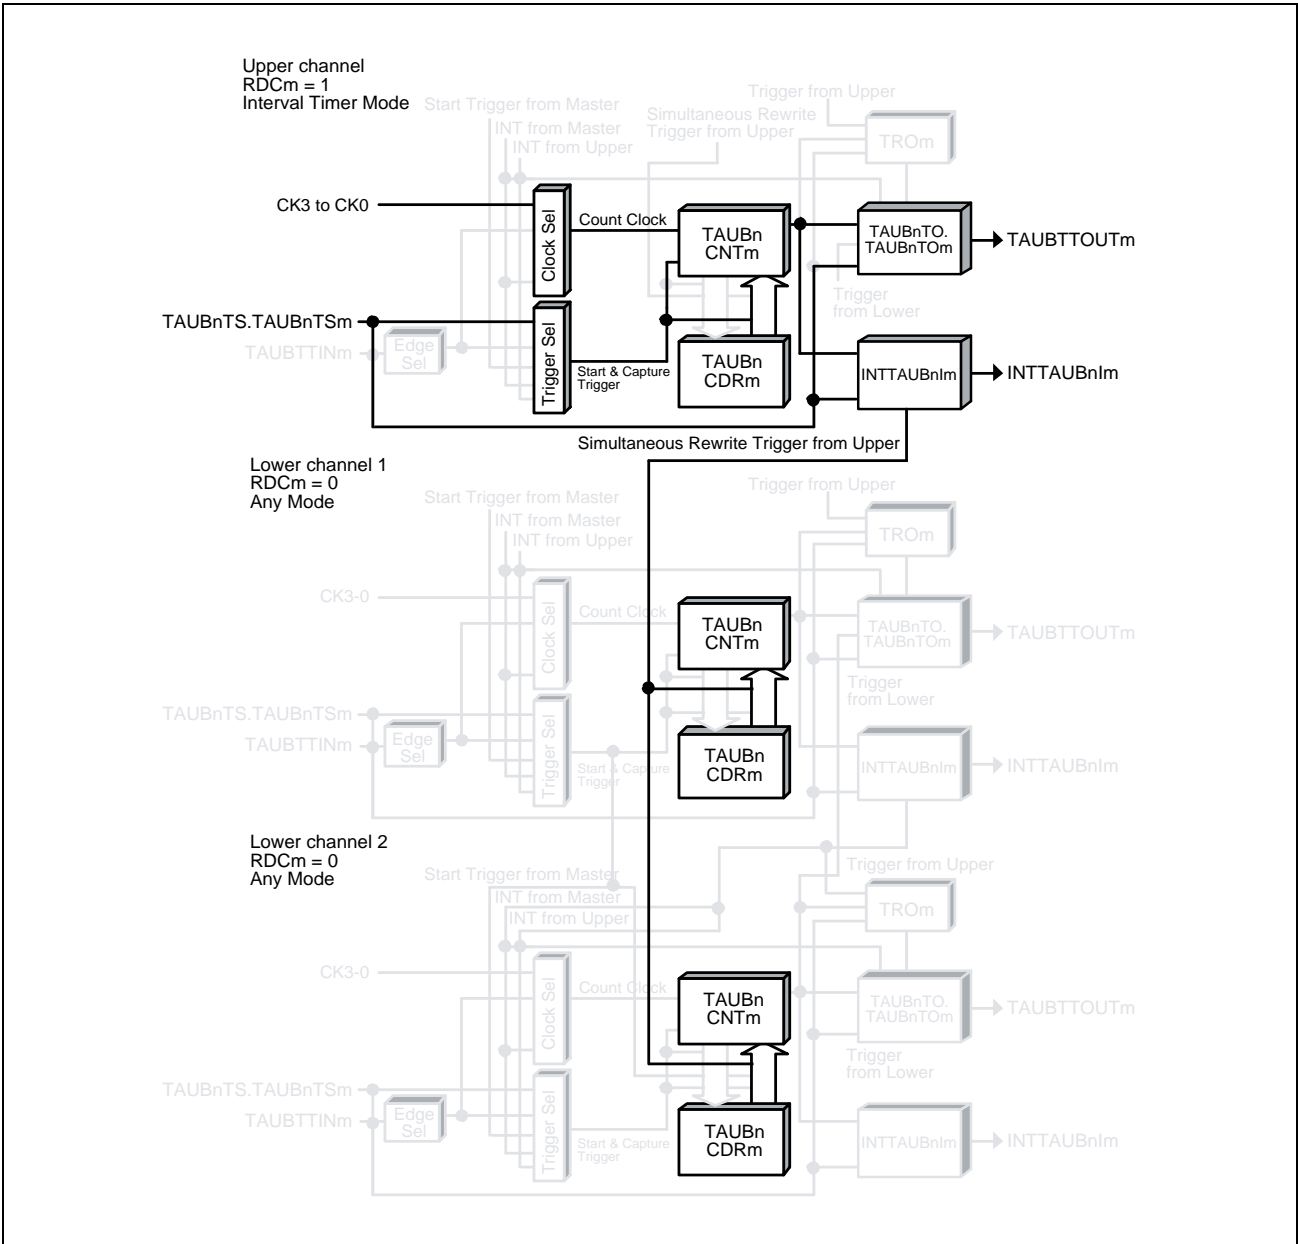 Upper channel
RDCm = 1
Interval Timer Mode
Start Trigger from Master
INT from Master
INT from Upper
Simultaneous Rewrite
Trigger from Upper
Trigger from Upper
TROm
CK3 to CK0
Clock Sel
Count Clock
TAUBn
CNTm
TAUBnTO.
TAUBnTOm
TAUBTTOUTm
Trigger
from Lower
TAUBnTS.TAUBnTSm
TAUBTTINm
Edge
Sel
Trigger Sel
Start & Capture
Trigger
TAUBn
CDRm
INTTAUBnIm
INTTAUBnIm
Simultaneous Rewrite Trigger from Upper
Lower channel 1
RDCm = 0
Any Mode
Start Trigger from Master
INT from Master
INT from Upper
Trigger from Upper
TROm
CK3-0
Clock Sel
Count Clock
TAUBn
CNTm
TAUBnTO.
TAUBnTOm
TAUBTTOUTm
Trigger
from Lower
TAUBnTS.TAUBnTSm
TAUBTTINm
Edge
Sel
Trigger Sel
Start & Capture
Trigger
TAUBn
CDRm
INTTAUBnIm
INTTAUBnIm
Lower channel 2
RDCm = 0
Any Mode
Start Trigger from Master
INT from Master
INT from Upper
Trigger from Upper
TROm
CK3-0
Clock Sel
Count Clock
TAUBn
CNTm
TAUBnTO.
TAUBnTOm
TAUBTTOUTm
Trigger
from Lower
TAUBnTS.TAUBnTSm
TAUBTTINm
Edge
Sel
Trigger Sel
Start & Capture
Trigger
TAUBn
CDRm
INTTAUBnIm
INTTAUBnIm